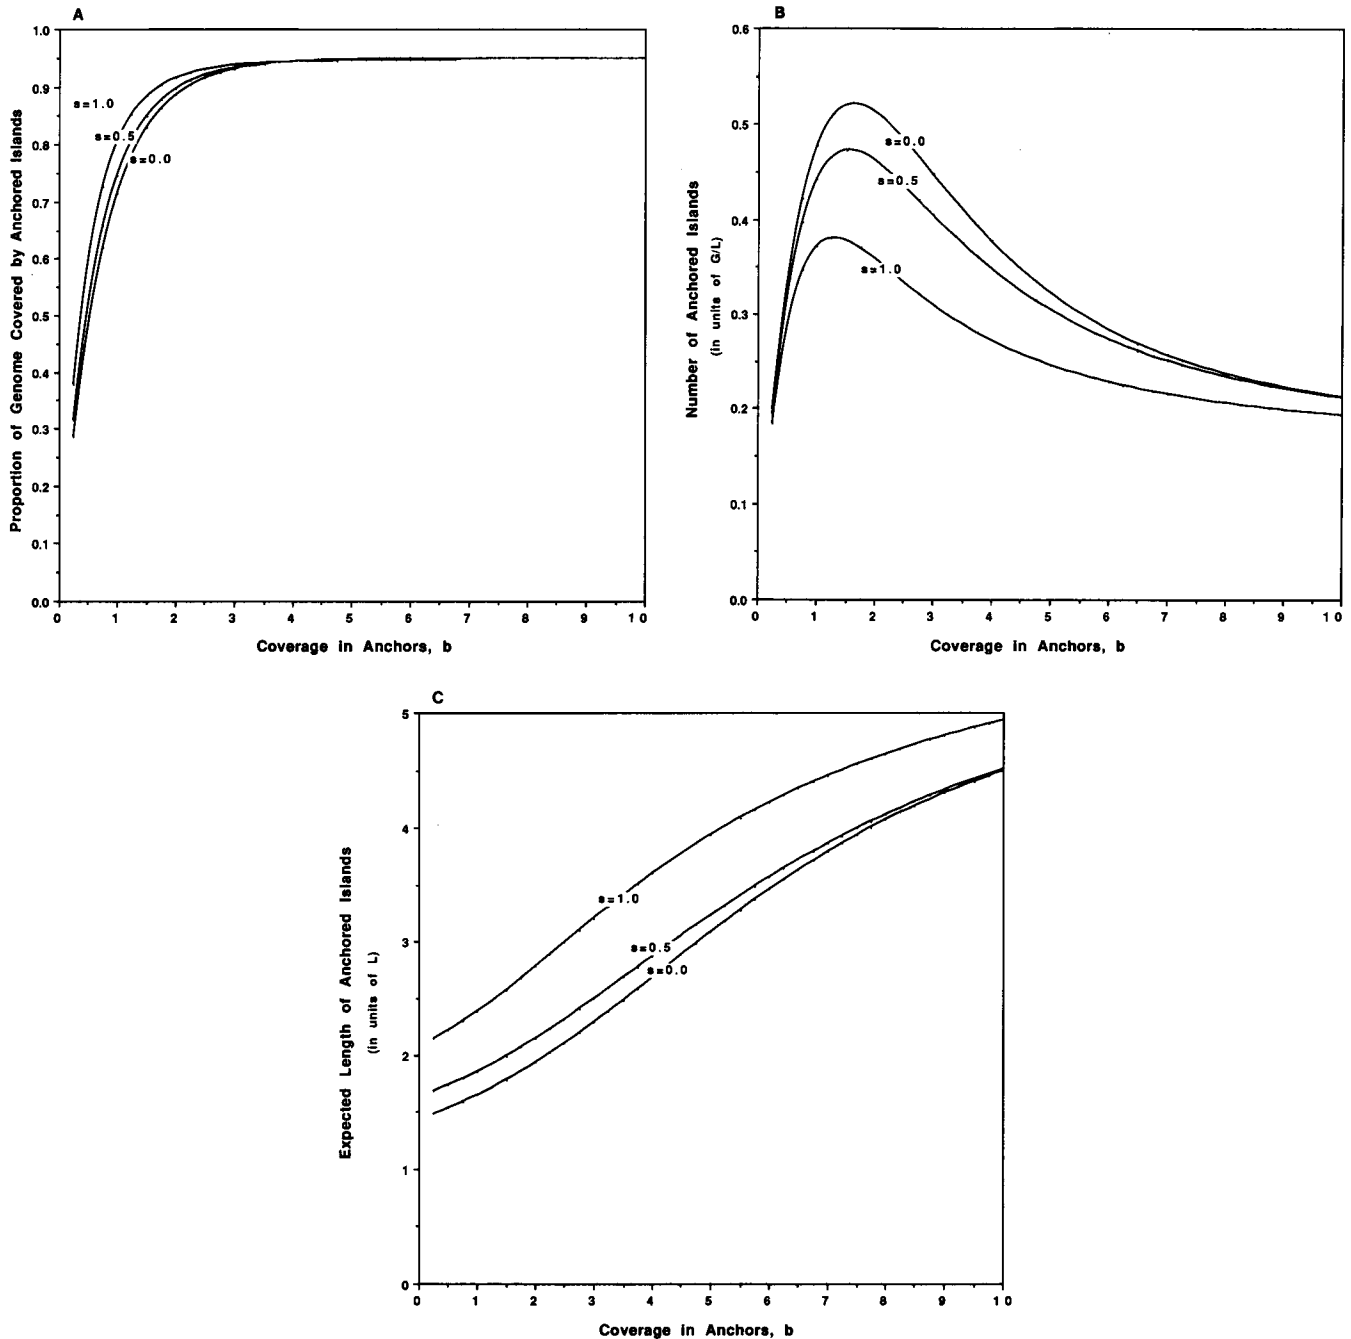 A
Proportion of Genome Covered by Anchored Islands
1.0
0.9
0.8
0.7
0.6
0.5
0.4
0.3
0.2
0.1
0.0
s=1.0
s=0.5
s=0.0
0 1 2 3 4 5 6 7 8 9 10
Coverage in Anchors, b
B
Number of Anchored Islands
(in units of G/L)
0.6
0.5
0.4
0.3
0.2
0.1
0.0
s=0.0
s=0.5
s=1.0
0 1 2 3 4 5 6 7 8 9 10
Coverage in Anchors, b
C
Expected Length of Anchored Islands
(in units of L)
5
4
3
2
1
0
s=1.0
s=0.5
s=0.0
0 1 2 3 4 5 6 7 8 9 10
Coverage in Anchors, b